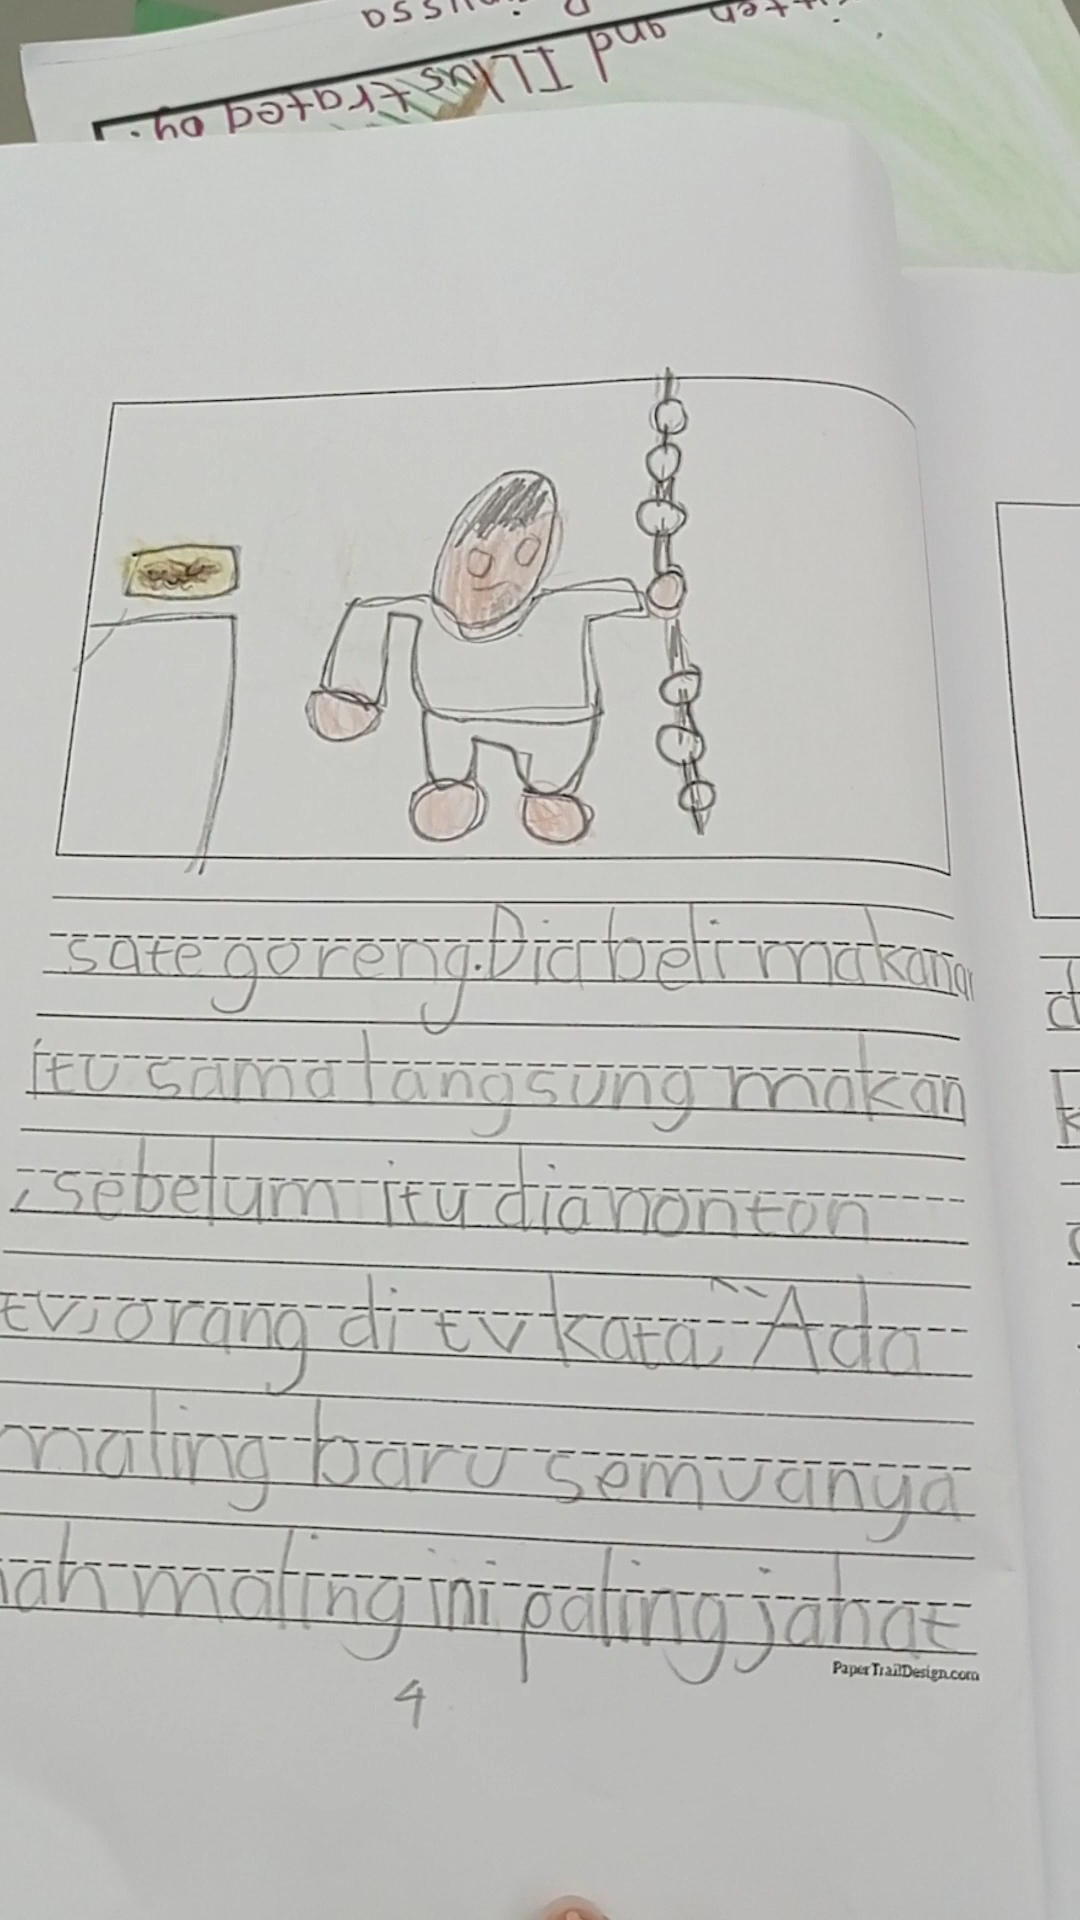 and ILLustrated by:
sate goreng. Dia beli makanan
itu sama langsung makan
, sebelum itu dia nonton
tv, orang di tv kata, "Ada
maling baru semuanya
maling ini paling jahat
PaperTrailDesign.com
4